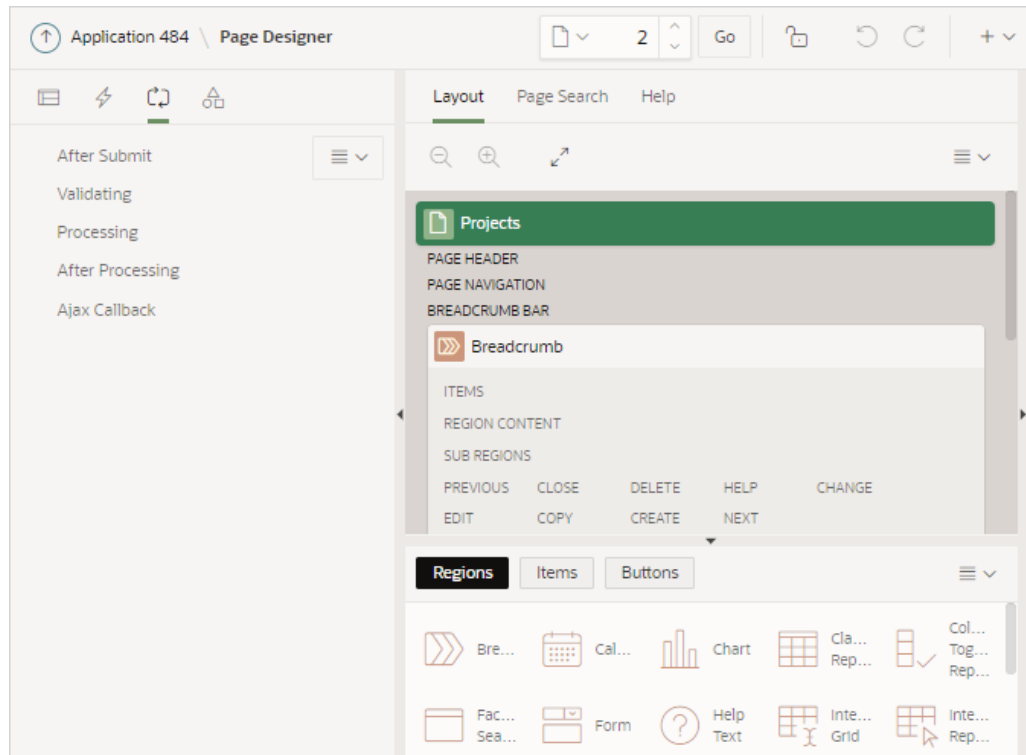 Application 484 \ Page Designer
2
Go
Layout Page Search Help
After Submit
Validating
Processing
After Processing
Ajax Callback
Projects
PAGE HEADER
PAGE NAVIGATION
BREADCRUMB BAR
Breadcrumb
ITEMS
REGION CONTENT
SUB REGIONS
PREVIOUS CLOSE DELETE HELP CHANGE
EDIT COPY CREATE NEXT
Regions Items Buttons
Bre...
Cal...
Chart
Cla...
Rep...
Col...
Tog...
Rep...
Fac...
Sea...
Form
Help
Text
Inte...
Grid
Inte...
Rep...